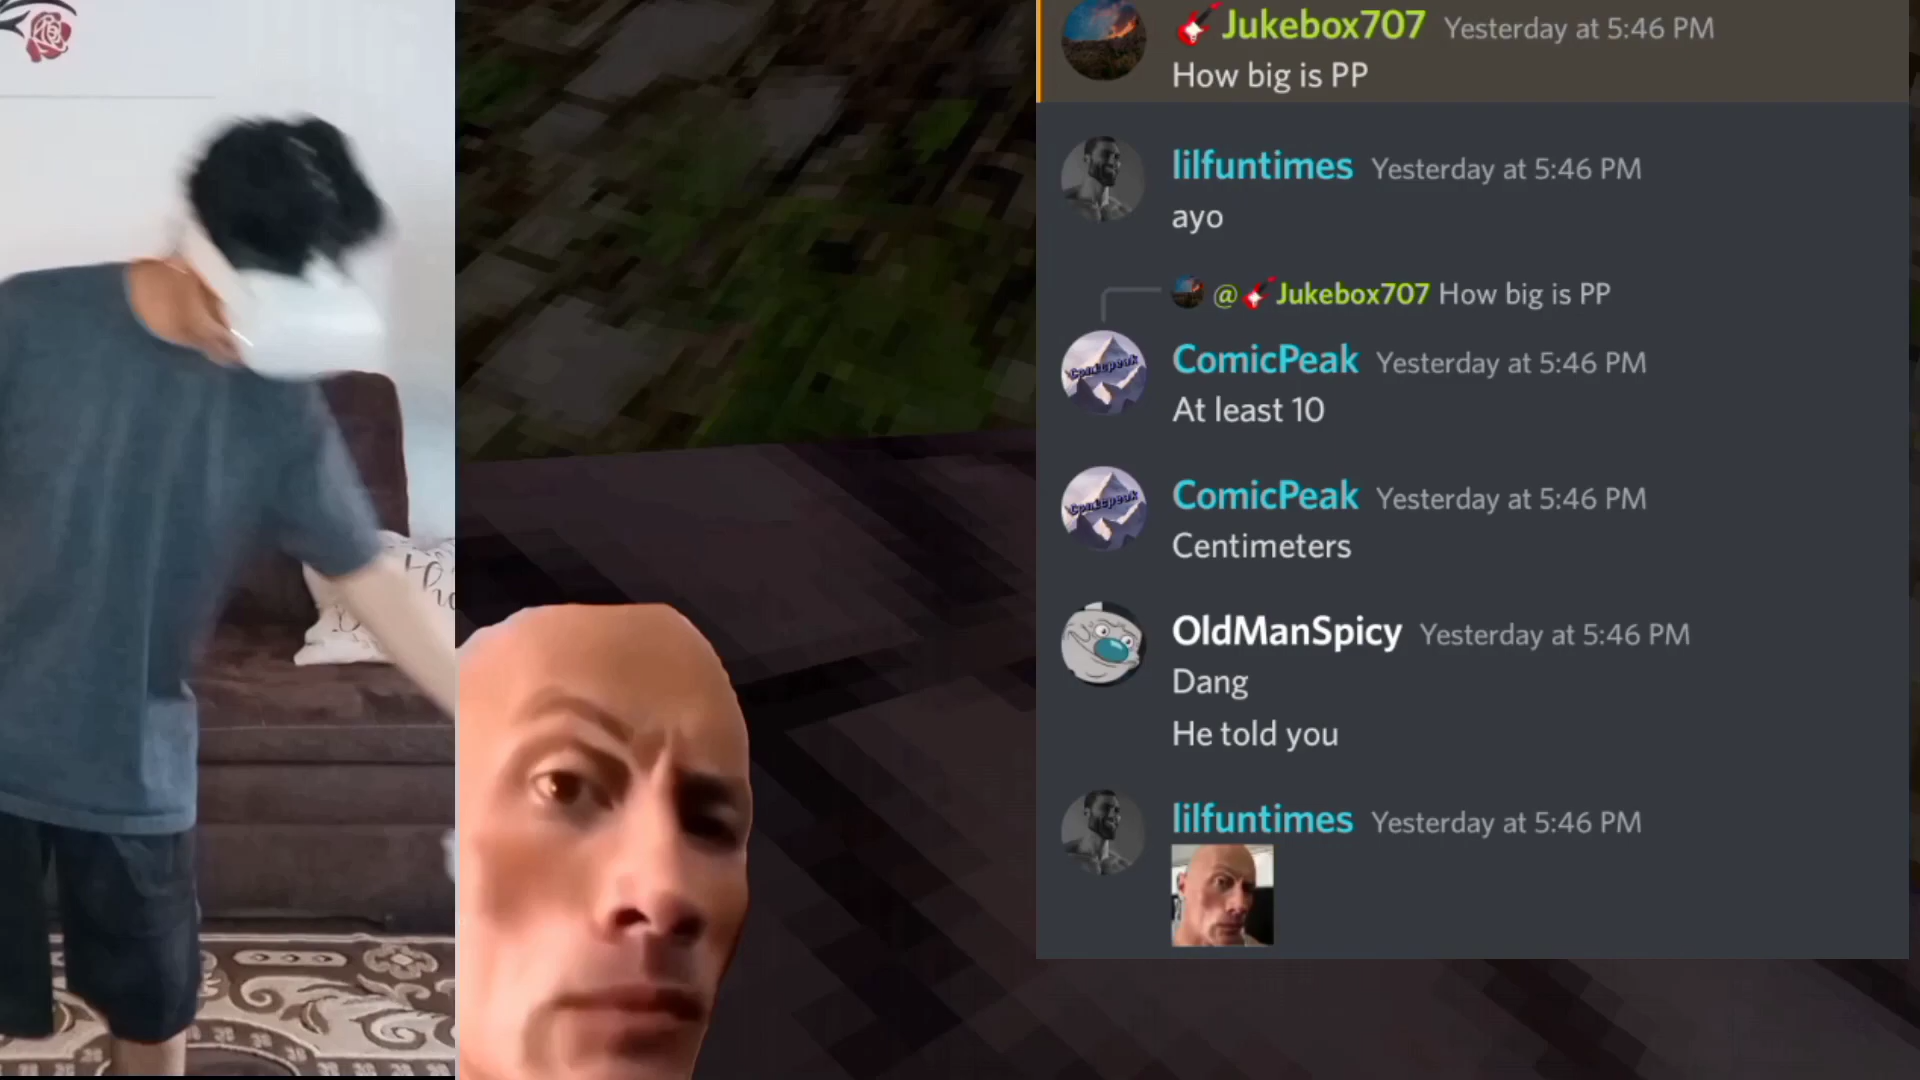 Jukebox707 Yesterday at 5:46 PM
How big is PP
lilfuntimes Yesterday at 5:46 PM
ayo
@Jukebox707 How big is PP
ComicPeak Yesterday at 5:46 PM
At least 10
ComicPeak Yesterday at 5:46 PM
Centimeters
OldManSpicy Yesterday at 5:46 PM
Dang
He told you
lilfuntimes Yesterday at 5:46 PM